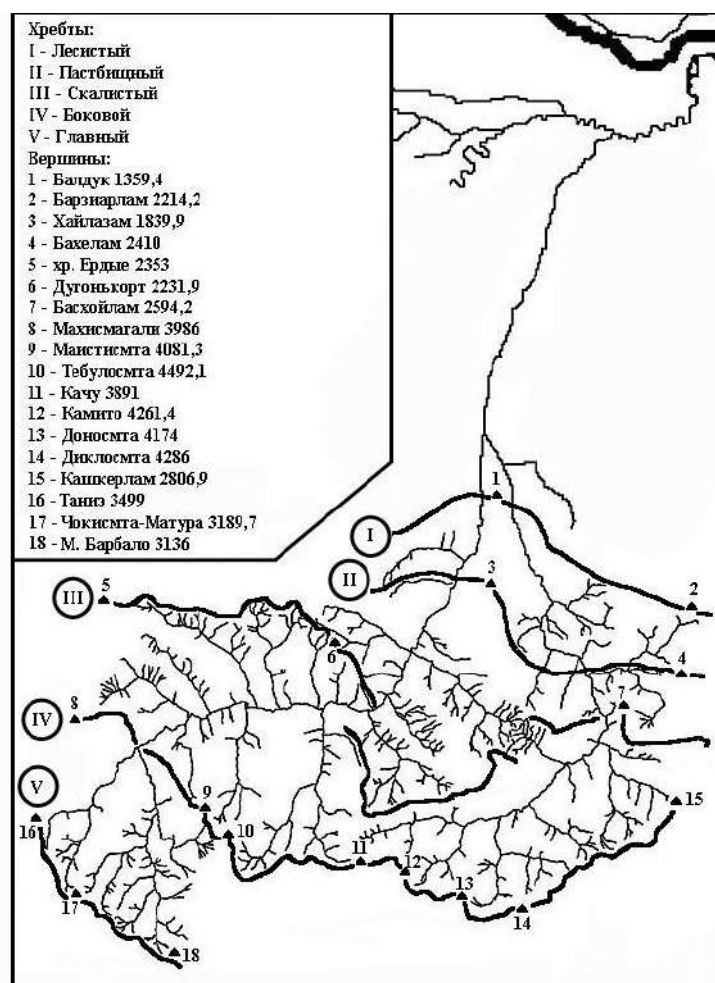 Хребты:
I - Лесистый
II - Пастбищный
III - Скалистый
IV - Боковой
V - Главный
Вершины:
1 - Балдук 1359,4
2 - Барзиарлам 2214,2
3 - Хайлазам 1839,9
4 - Бахелам 2410
5 - хр. Ердые 2353
6 - Дугонькорт 2231,9
7 - Басхойлам 2594,2
8 - Махисмагали 3986
9 - Маистисмта 4081,3
10 - Тебулосмта 4492,1
11 - Качу 3891
12 - Камито 4261,4
13 - Доносмта 4174
14 - Диклосмта 4286
15 - Кашкерлам 2806,9
16 - Таниэ 3499
17 - Чокисмта-Матура 3189,7
18 - М. Барбало 3136
1
I
II
3
III
5
2
6
4
IV
8
7
V
9
15
16
10
11
12
13
14
17
18